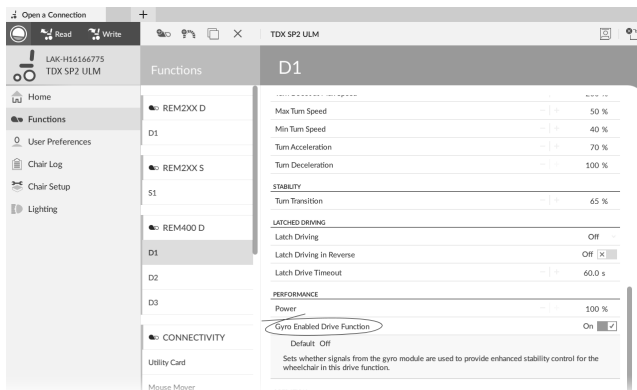 Open a Connection
Read Write
TDX SP2 ULM
LAK-H16166775
TDX SP2 ULM
Functions
D1
Home
Functions
User Preferences
Chair Log
Chair Setup
Lighting
REM2XX D
D1
REM2XX S
S1
REM400 D
D1
D2
D3
CONNECTIVITY
Utility Card
Mouse Mover
Max Turn Speed 50 %
Min Turn Speed 40 %
Turn Acceleration 70 %
Turn Deceleration 100 %
STABILITY
Turn Transition 65 %
LATCHED DRIVING
Latch Driving Off
Latch Driving in Reverse Off
Latch Drive Timeout 60.0 s
PERFORMANCE
Power 100 %
Gyro Enabled Drive Function On
Default Off
Sets whether signals from the gyro module are used to provide enhanced stability control for the
wheelchair in this drive function.